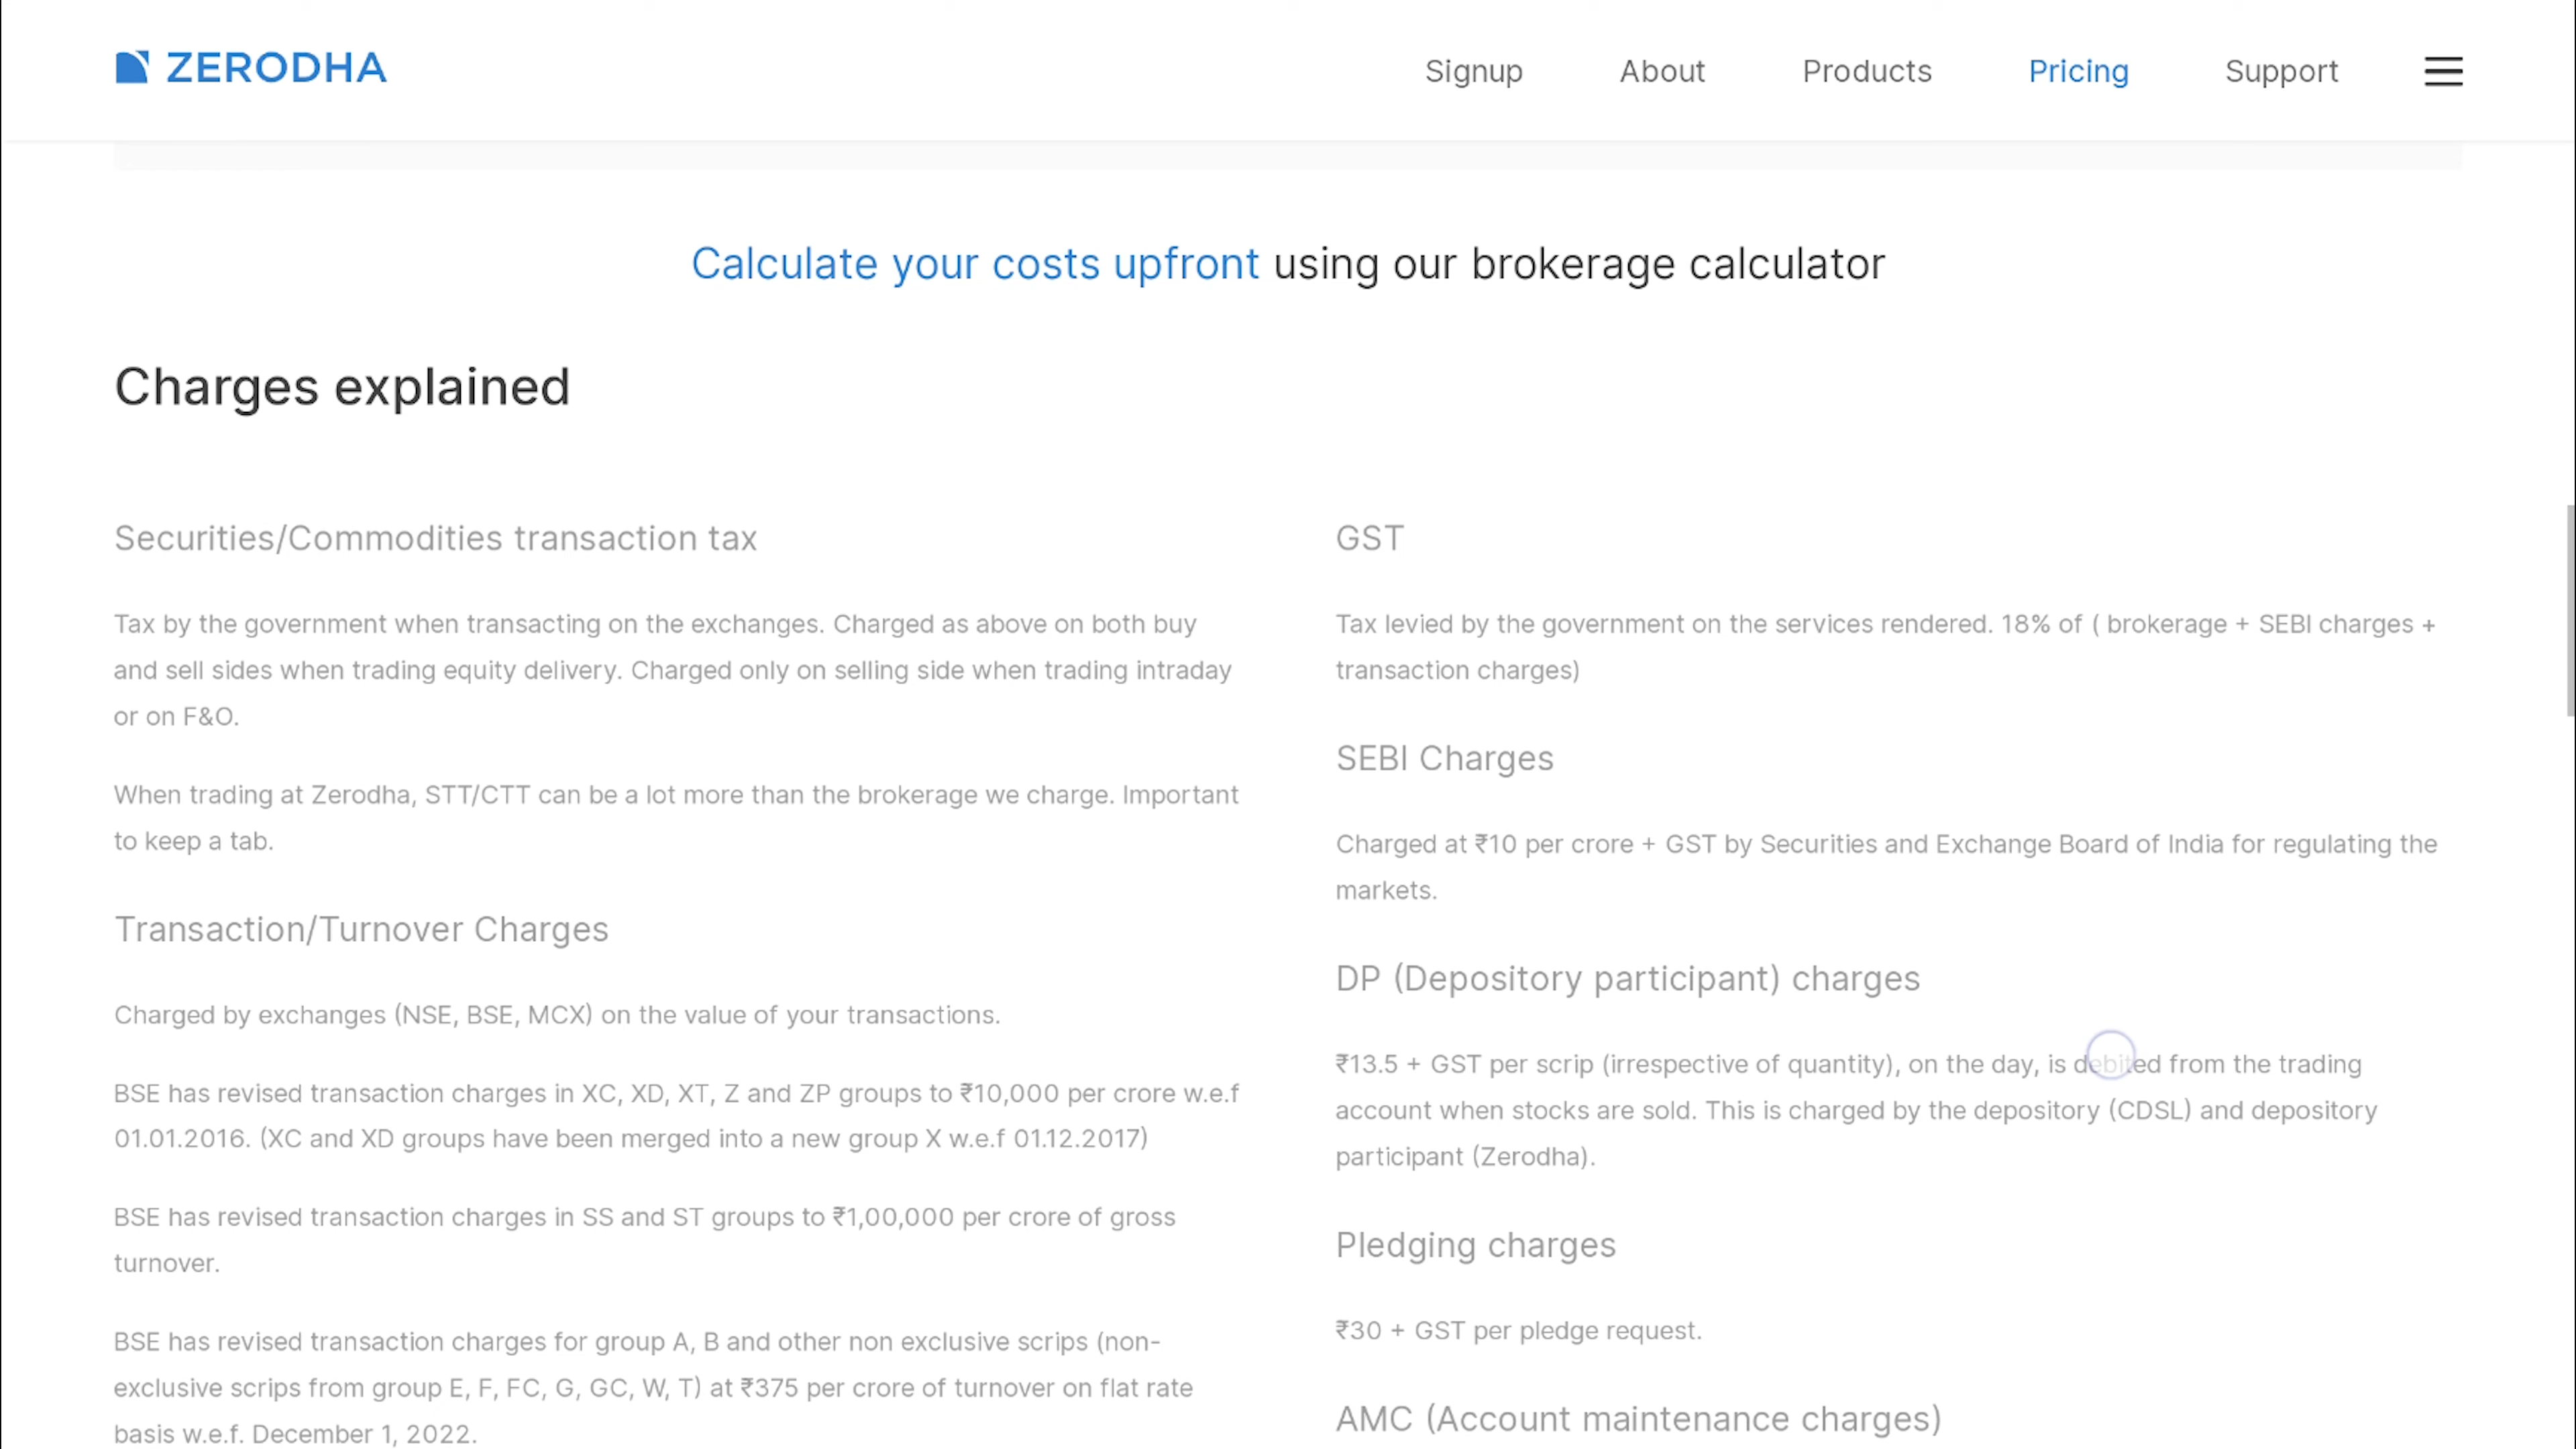 ZERODHA
Signup
About
Products
Pricing
Support
Calculate your costs upfront using our brokerage calculator
Charges explained
Securities/Commodities transaction tax
Tax by the government when transacting on the exchanges. Charged as above on both buy
and sell sides when trading equity delivery. Charged only on selling side when trading intraday
or on F&O.
When trading at Zerodha, STT/CTT can be a lot more than the brokerage we charge. Important
to keep a tab.
Transaction/Turnover Charges
Charged by exchanges (NSE, BSE, MCX) on the value of your transactions.
BSE has revised transaction charges in XC, XD, XT, Z and ZP groups to ₹10,000 per crore w.e.f
01.01.2016. (XC and XD groups have been merged into a new group X w.e.f 01.12.2017)
BSE has revised transaction charges in SS and ST groups to ₹1,00,000 per crore of gross
turnover.
BSE has revised transaction charges for group A, B and other non exclusive scrips (non-
exclusive scrips from group E, F, FC, G, GC, W, T) at ₹375 per crore of turnover on flat rate
basis w.e.f. December 1, 2022.
GST
Tax levied by the government on the services rendered. 18% of ( brokerage + SEBI charges +
transaction charges)
SEBI Charges
Charged at ₹10 per crore + GST by Securities and Exchange Board of India for regulating the
markets.
DP (Depository participant) charges
₹13.5 + GST per scrip (irrespective of quantity), on the day, is debited from the trading
account when stocks are sold. This is charged by the depository (CDSL) and depository
participant (Zerodha).
Pledging charges
₹30 + GST per pledge request.
AMC (Account maintenance charges)